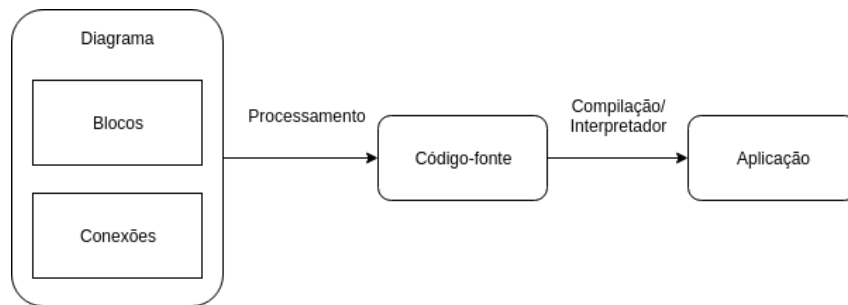 Diagrama
Blocos
Conexões
Processamento
Código-fonte
Compilação/
Interpretador
Aplicação